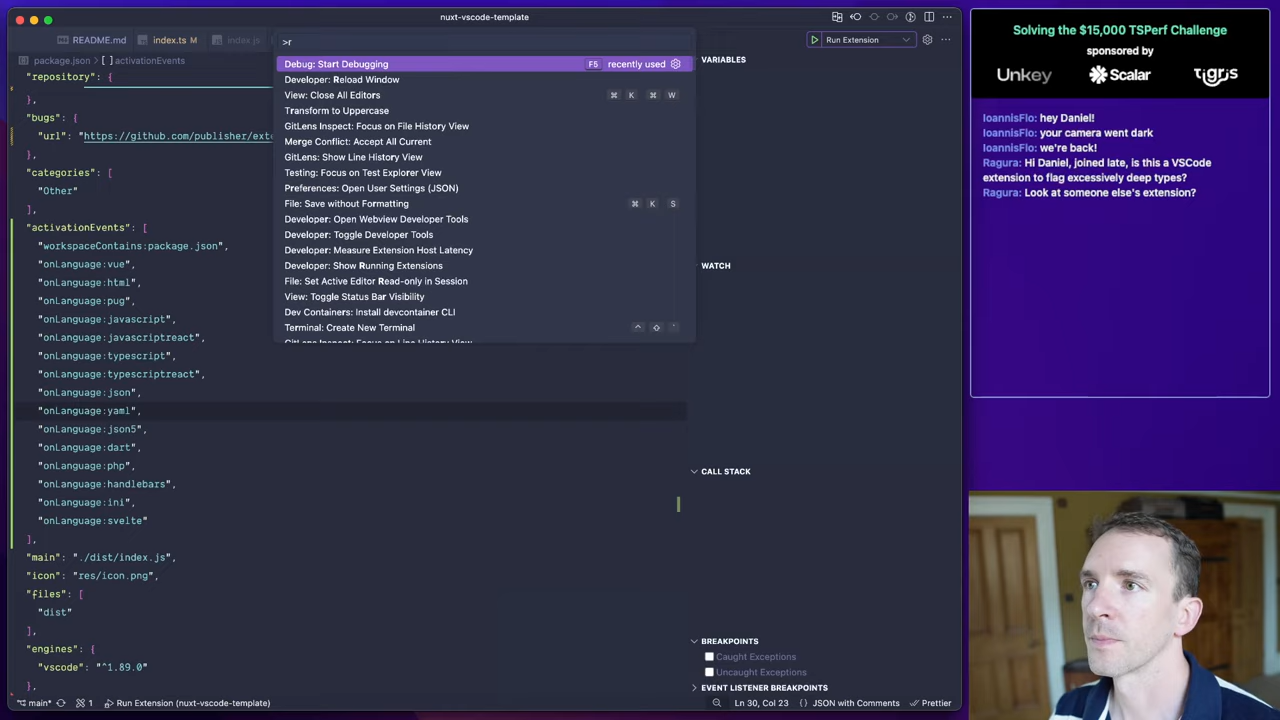 nuxt-vscode-template
README.md
index.ts M
index.js
>r
Run Extension
package.json > [ ] activationEvents
"repository": {
},
"bugs": {
"url": "https://github.com/publisher/ext
},
"categories": [
"Other"
],
"activationEvents": [
"workspaceContains:package.json",
"onLanguage:vue",
"onLanguage:html",
"onLanguage:pug",
"onLanguage:javascript",
"onLanguage:javascriptreact",
"onLanguage:typescript",
"onLanguage:typescriptreact",
"onLanguage:json",
"onLanguage:yaml",
"onLanguage:json5",
"onLanguage:dart",
"onLanguage:php",
"onLanguage:handlebars",
"onLanguage:ini",
"onLanguage:svelte"
],
"main": "./dist/index.js",
"icon": "res/icon.png",
"files": [
"dist"
],
"engines": {
"vscode": "^1.89.0"
},
Debug: Start Debugging F5 recently used
Developer: Reload Window
View: Close All Editors ⌘ K ⌘ W
Transform to Uppercase
GitLens Inspect: Focus on File History View
Merge Conflict: Accept All Current
GitLens: Show Line History View
Testing: Focus on Test Explorer View
Preferences: Open User Settings (JSON)
File: Save without Formatting ⌘ K S
Developer: Open Webview Developer Tools
Developer: Toggle Developer Tools
Developer: Measure Extension Host Latency
Developer: Show Running Extensions
File: Set Active Editor Read-only in Session
View: Toggle Status Bar Visibility
Dev Containers: Install devcontainer CLI
Terminal: Create New Terminal ^ ⇧ `
GitLens Inspect: Focus on Line History View
VARIABLES
WATCH
CALL STACK
BREAKPOINTS
Caught Exceptions
Uncaught Exceptions
EVENT LISTENER BREAKPOINTS
main* 1 Run Extension (nuxt-vscode-template)
Ln 30, Col 23 {} JSON with Comments Prettier
Solving the $15,000 TSPerf Challenge
sponsored by
Unkey Scalar tigris
IoannisFlo: hey Daniel!
IoannisFlo: your camera went dark
IoannisFlo: we're back!
Ragura: Hi Daniel, joined late, is this a VSCode
extension to flag excessively deep types?
Ragura: Look at someone else's extension?